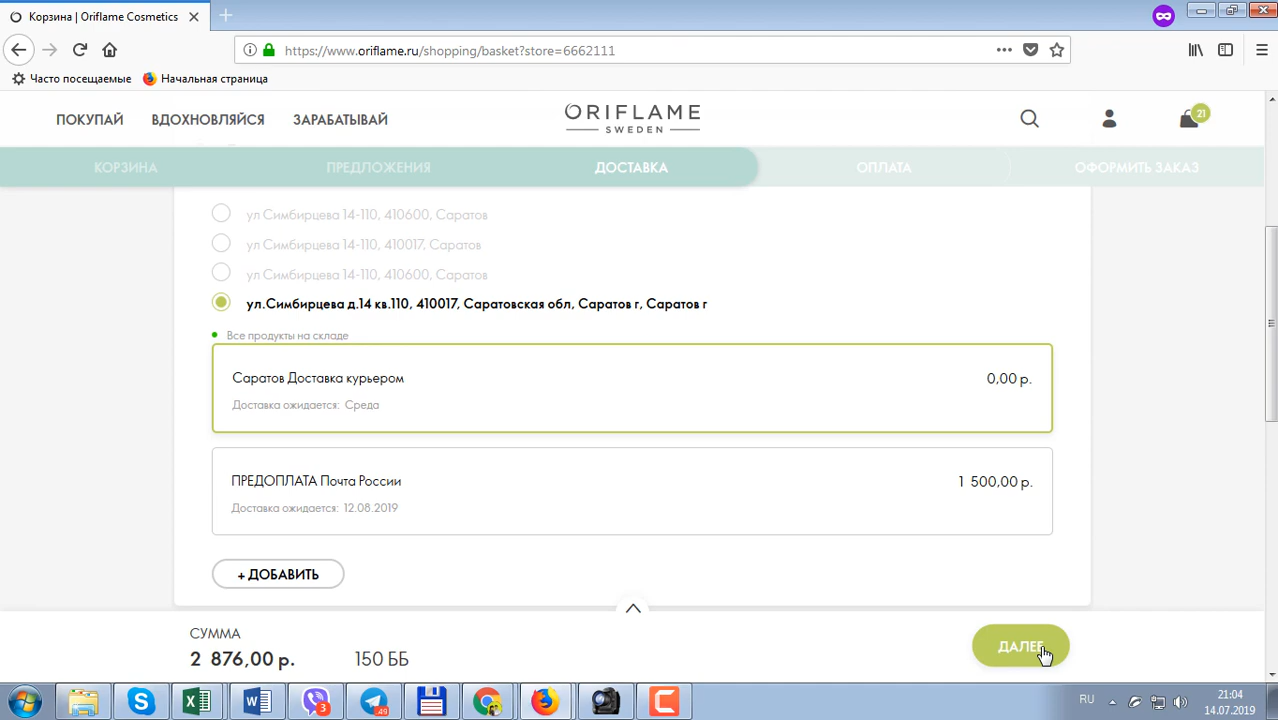 Корзина | Oriflame Cosmetics
https://www.oriflame.ru/shopping/basket?store=6662111
Часто посещаемые
Начальная страница
ПОКУПАЙ
ВДОХНОВЛЯЙСЯ
ЗАРАБАТЫВАЙ
ORIFLAME
SWEDEN
21
КОРЗИНА
ПРЕДЛОЖЕНИЯ
ДОСТАВКА
ОПЛАТА
ОФОРМИТЬ ЗАКАЗ
ул Симбирцева 14-110, 410600, Саратов
ул Симбирцева 14-110, 410017, Саратов
ул Симбирцева 14-110, 410600, Саратов
ул.Симбирцева д.14 кв.110, 410017, Саратовская обл, Саратов г, Саратов г
Все продукты на складе
Саратов Доставка курьером
0,00 р.
Доставка ожидается: Среда
ПРЕДОПЛАТА Почта России
1 500,00 р.
Доставка ожидается: 12.08.2019
+ ДОБАВИТЬ
СУММА
2 876,00 р.
150 ББ
ДАЛЕЕ
3
49
RU
21:04
14.07.2019